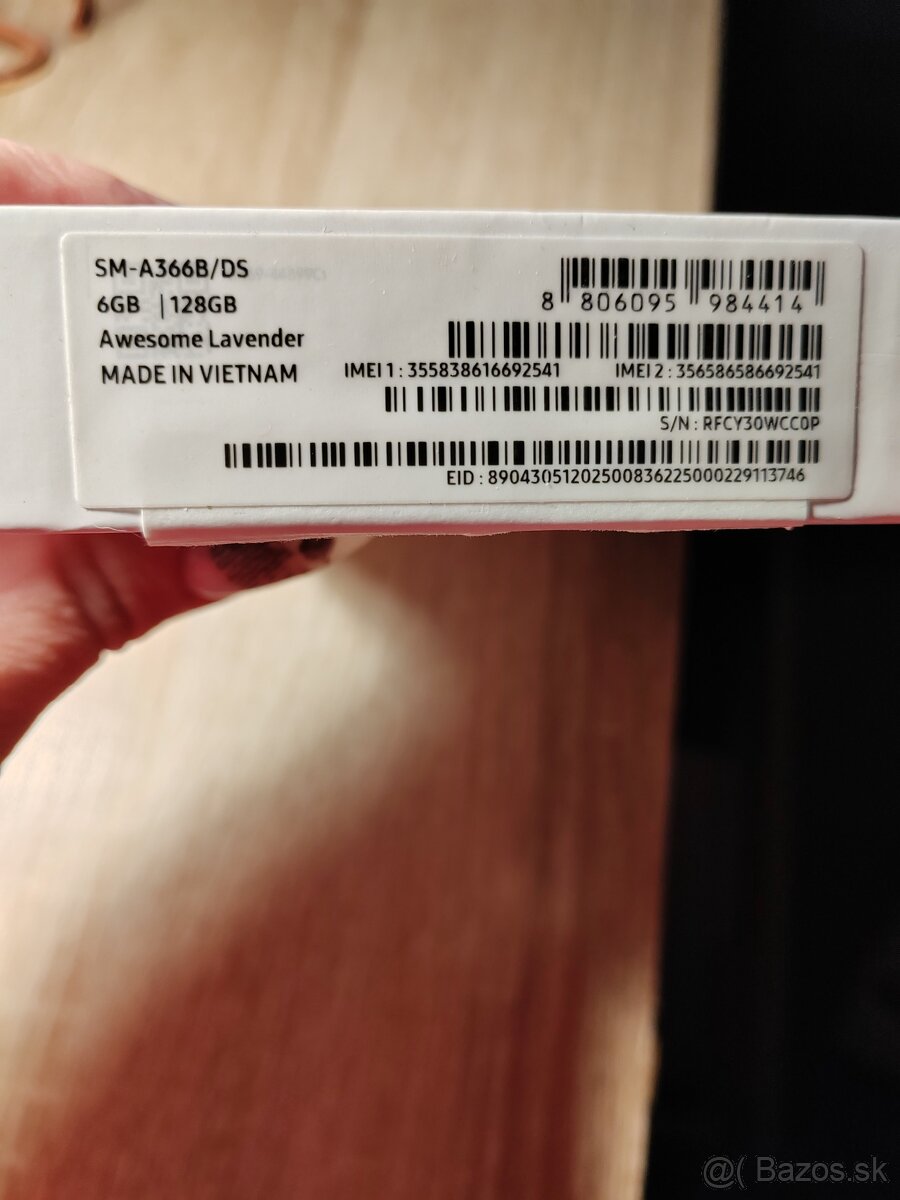 SM-A366B/DS
6GB | 128GB
Awesome Lavender
MADE IN VIETNAM
8 806095 984414
IMEI 1 : 355838616692541
IMEI 2 : 356586586692541
S/N : RFCY30WCC0P
EID : 89043051202500836225000229113746
@( Bazos.sk